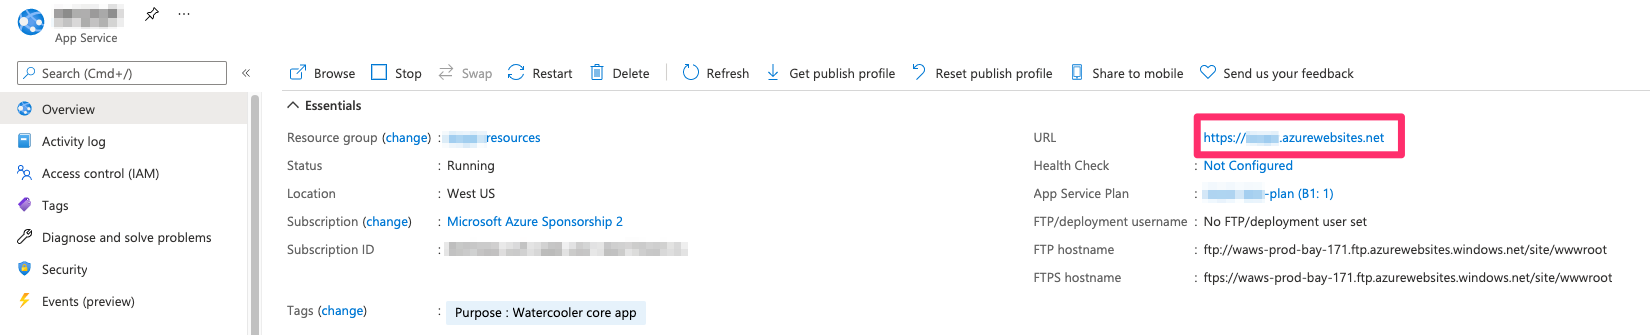 App Service
Search (Cmd+/)
Browse Stop Swap Restart Delete Refresh Get publish profile Reset publish profile Share to mobile Send us your feedback
Overview
Activity log
Access control (IAM)
Tags
Diagnose and solve problems
Security
Events (preview)
Essentials
Resource group (change) : resources
Status : Running
Location : West US
Subscription (change) : Microsoft Azure Sponsorship 2
Subscription ID :
Tags (change) : Purpose : Watercooler core app
URL : https:// .azurewebsites.net
Health Check : Not Configured
App Service Plan : -plan (B1: 1)
FTP/deployment username : No FTP/deployment user set
FTP hostname : ftp://waws-prod-bay-171.ftp.azurewebsites.windows.net/site/wwwroot
FTPS hostname : ftps://waws-prod-bay-171.ftp.azurewebsites.windows.net/site/wwwroot